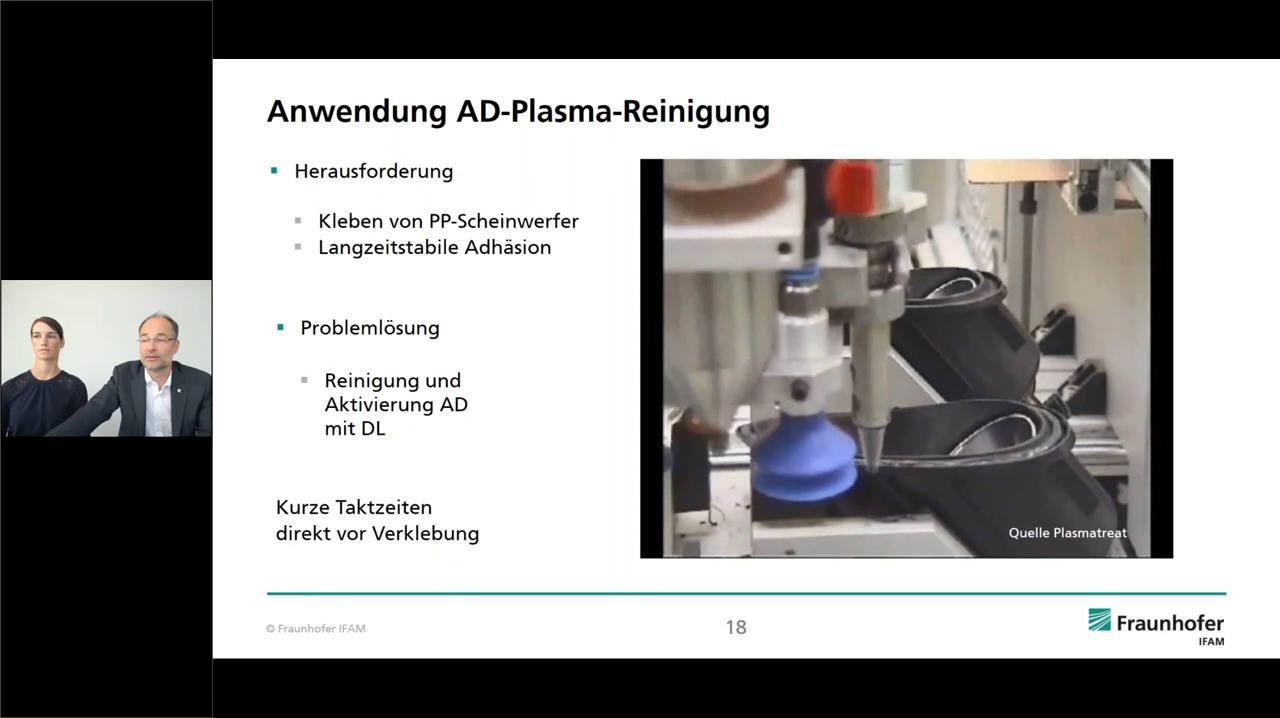 Anwendung AD-Plasma-Reinigung
Herausforderung
Kleben von PP-Scheinwerfer
Langzeitstabile Adhäsion
Problemlösung
Reinigung und
Aktivierung AD
mit DL
Kurze Taktzeiten
direkt vor Verklebung
Quelle Plasmatreat
© Fraunhofer IFAM
18
Fraunhofer
IFAM